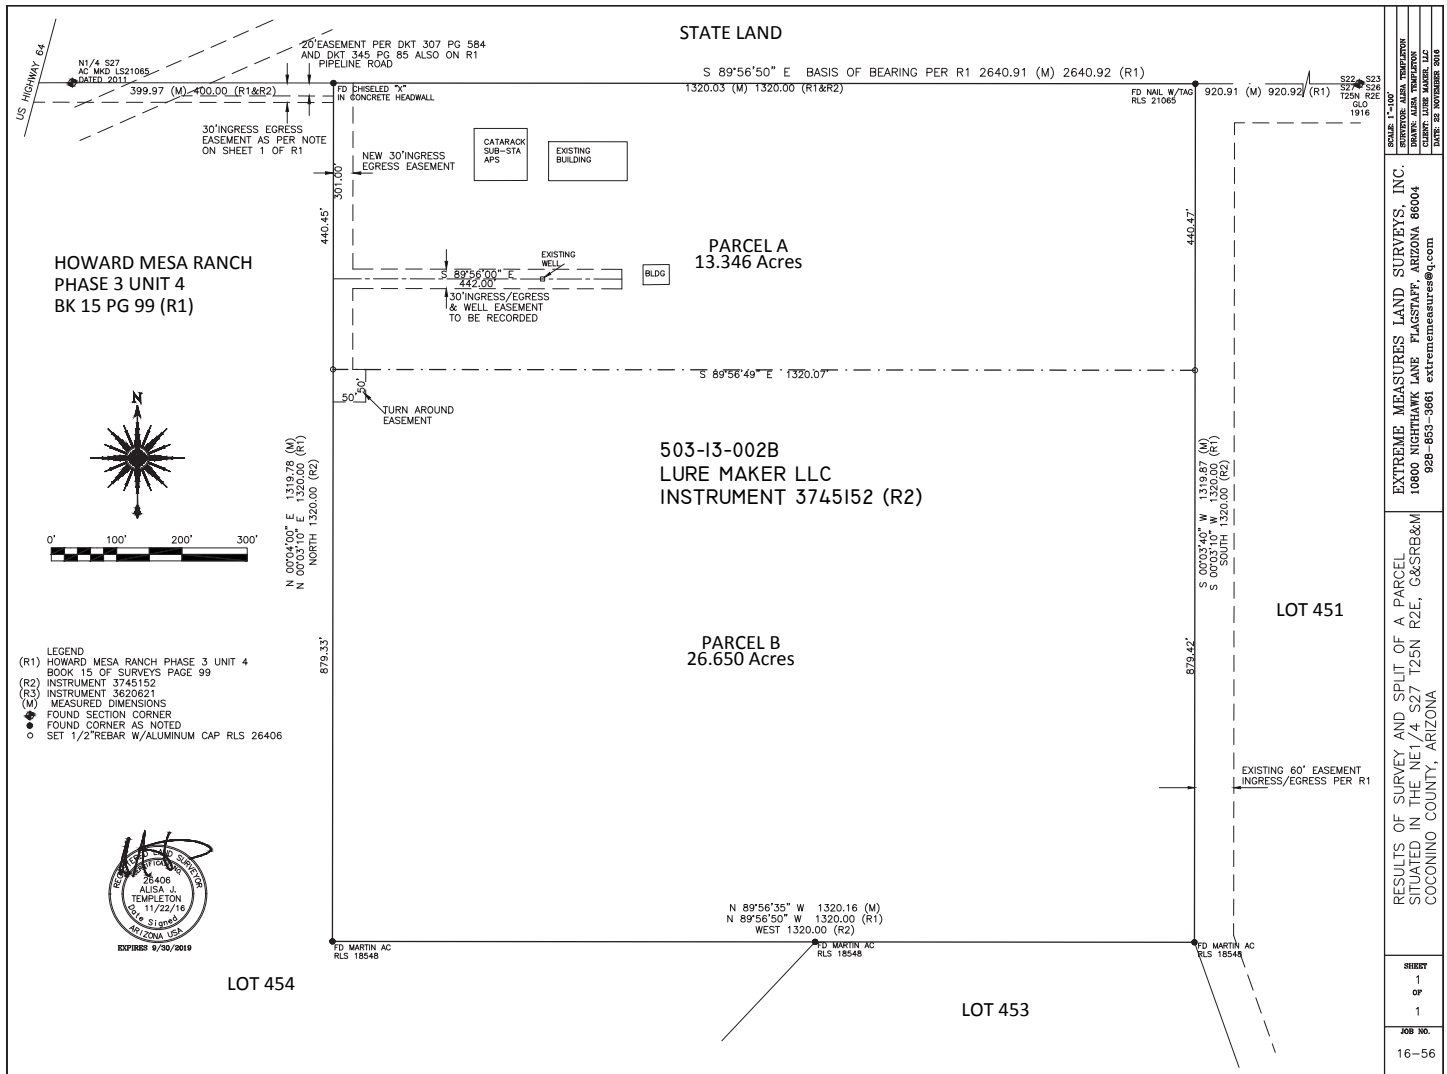 STATE LAND
US HIGHWAY 64
N1/4 S27
AC MKD LS21065
DATED 2011
20'EASEMENT PER DKT 307 PG 584
AND DKT 345 PG 85 ALSO ON R1
PIPELINE ROAD
S 89°56'50" E BASIS OF BEARING PER R1 2640.91 (M) 2640.92 (R1)
399.97 (M) 400.00 (R1&R2)
FD CHISELED "X"
IN CONCRETE HEADWALL
1320.03 (M) 1320.00 (R1&R2)
FD NAIL W/TAG
RLS 21065
920.91 (M) 920.92 (R1)
S22 S23
S27 S26
T25N R2E
GLO
1916
30'INGRESS EGRESS
EASEMENT AS PER NOTE
ON SHEET 1 OF R1
NEW 30'INGRESS
EGRESS EASEMENT
301.00'
440.45'
CATARACK
SUB-STA
APS
EXISTING
BUILDING
440.47'
HOWARD MESA RANCH
PHASE 3 UNIT 4
BK 15 PG 99 (R1)
PARCEL A
13.346 Acres
EXISTING
WELL
BLDG
S 89°56'00" E
442.00'
30'INGRESS/EGRESS
& WELL EASEMENT
TO BE RECORDED
S 89°56'49" E 1320.07'
50'
50'
TURN AROUND
EASEMENT
N
0' 100' 200' 300'
N 00°04'00" E 1319.78 (M)
N 00°03'10" E 1320.00 (R1)
NORTH 1320.00 (R2)
503-13-002B
LURE MAKER LLC
INSTRUMENT 3745152 (R2)
S 00°03'40" W 1319.87 (M)
S 00°03'10" W 1320.00 (R1)
SOUTH 1320.00 (R2)
LOT 451
PARCEL B
26.650 Acres
879.33'
879.42'
LEGEND
(R1) HOWARD MESA RANCH PHASE 3 UNIT 4
BOOK 15 OF SURVEYS PAGE 99
(R2) INSTRUMENT 3745152
(R3) INSTRUMENT 3620621
(M) MEASURED DIMENSIONS
FOUND SECTION CORNER
FOUND CORNER AS NOTED
SET 1/2"REBAR W/ALUMINUM CAP RLS 26406
EXISTING 60' EASEMENT
INGRESS/EGRESS PER R1
REGISTERED LAND SURVEYOR
CERTIFICATE NO.
26406
ALISA J.
TEMPLETON
11/22/16
Date Signed
ARIZONA USA
EXPIRES 9/30/2019
N 89°56'35" W 1320.16 (M)
N 89°56'50" W 1320.00 (R1)
WEST 1320.00 (R2)
FD MARTIN AC
RLS 18548
FD MARTIN AC
RLS 18548
FD MARTIN AC
RLS 18548
LOT 454
LOT 453
SCALE: 1"=100'
SURVEYOR: ALISA TEMPLETON
DRAWN: ALISA TEMPLETON
CLIENT: LURE MAKER, LLC
DATE: 22 NOVEMBER 2016
EXTREME MEASURES LAND SURVEYS, INC.
10800 NIGHTHAWK LANE FLAGSTAFF, ARIZONA 86004
928-853-3661 extrememeasures@q.com
RESULTS OF SURVEY AND SPLIT OF A PARCEL
SITUATED IN THE NE1/4 S27 T25N R2E, G&SRB&M
COCONINO COUNTY, ARIZONA
SHEET
1
OF
1
JOB NO.
16-56